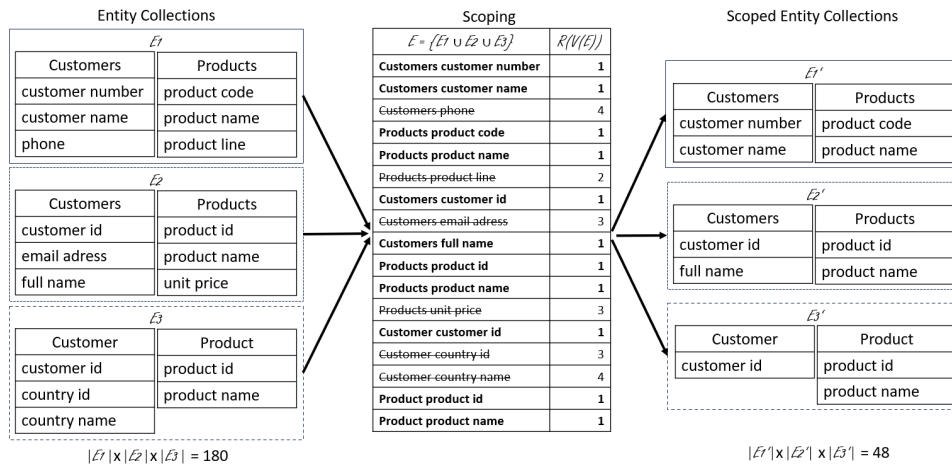 Entity Collections
E1
Customers Products
customer number product code
customer name product name
phone product line
E2
Customers Products
customer id product id
email adress product name
full name unit price
E3
Customer Product
customer id product id
country id product name
country name
|E1| x |E2| x |E3| = 180
Scoping
E = {E1 ∪ E2 ∪ E3} R(V(E))
Customers customer number 1
Customers customer name 1
Customers phone 4
Products product code 1
Products product name 1
Products product line 2
Customers customer id 1
Customers email adress 3
Customers full name 1
Products product id 1
Products product name 1
Products unit price 3
Customer customer id 1
Customer country id 3
Customer country name 4
Product product id 1
Product product name 1
Scoped Entity Collections
E1'
Customers Products
customer number product code
customer name product name
E2'
Customers Products
customer id product id
full name product name
E3'
Customer Product
customer id product id
product name
|E1'| x |E2'| x |E3'| = 48